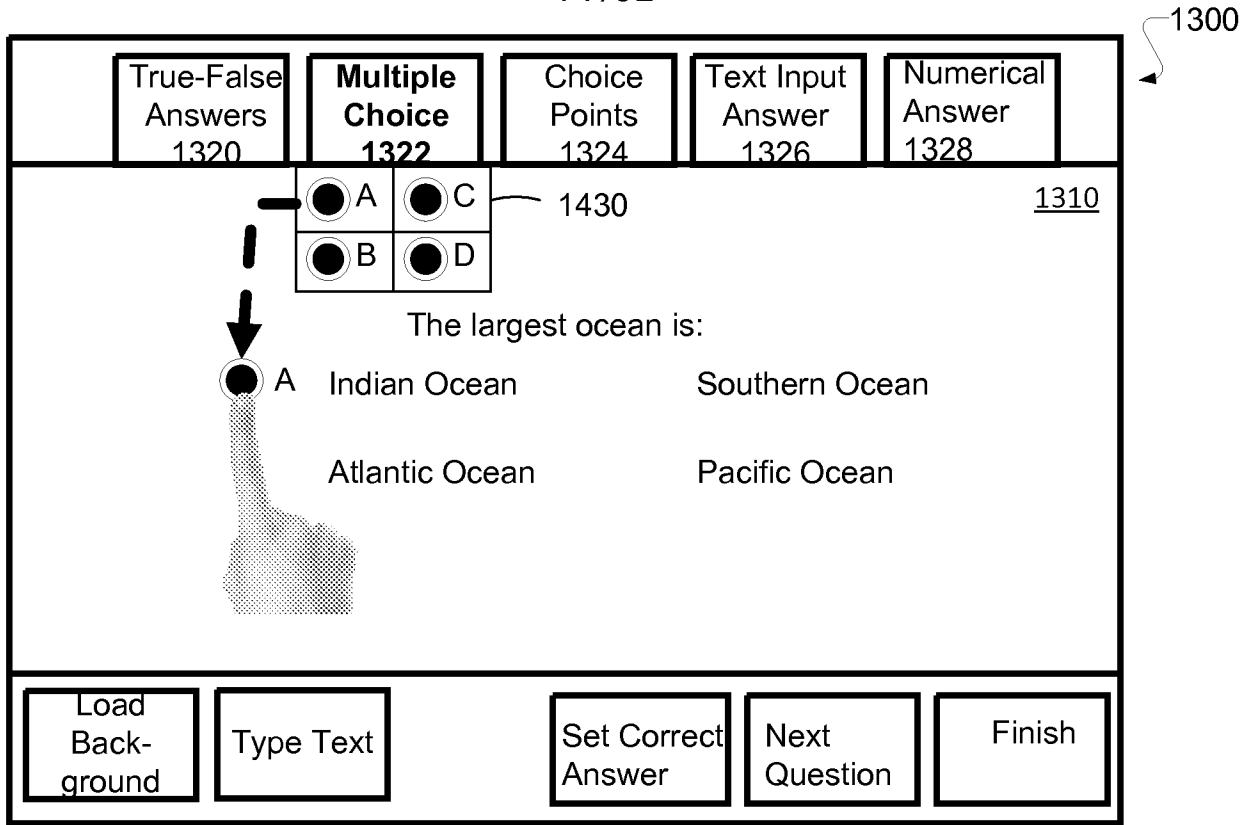 1300
True-False
Answers
1320
Multiple
Choice
1322
Choice
Points
1324
Text Input
Answer
1326
Numerical
Answer
1328
A
C
1430
1310
B
D
The largest ocean is:
A
Indian Ocean
Southern Ocean
Atlantic Ocean
Pacific Ocean
Load
Back-
ground
Type Text
Set Correct
Answer
Next
Question
Finish